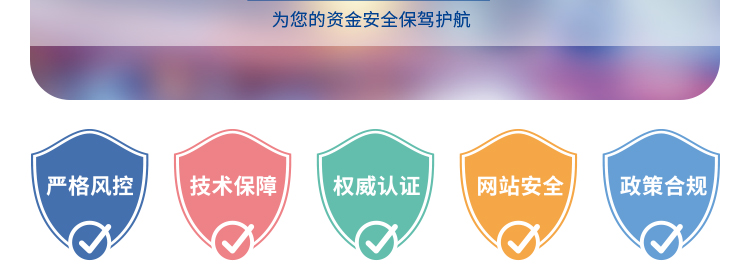 为您的资金安全保驾护航
严格风控
技术保障
权威认证
网站安全
政策合规